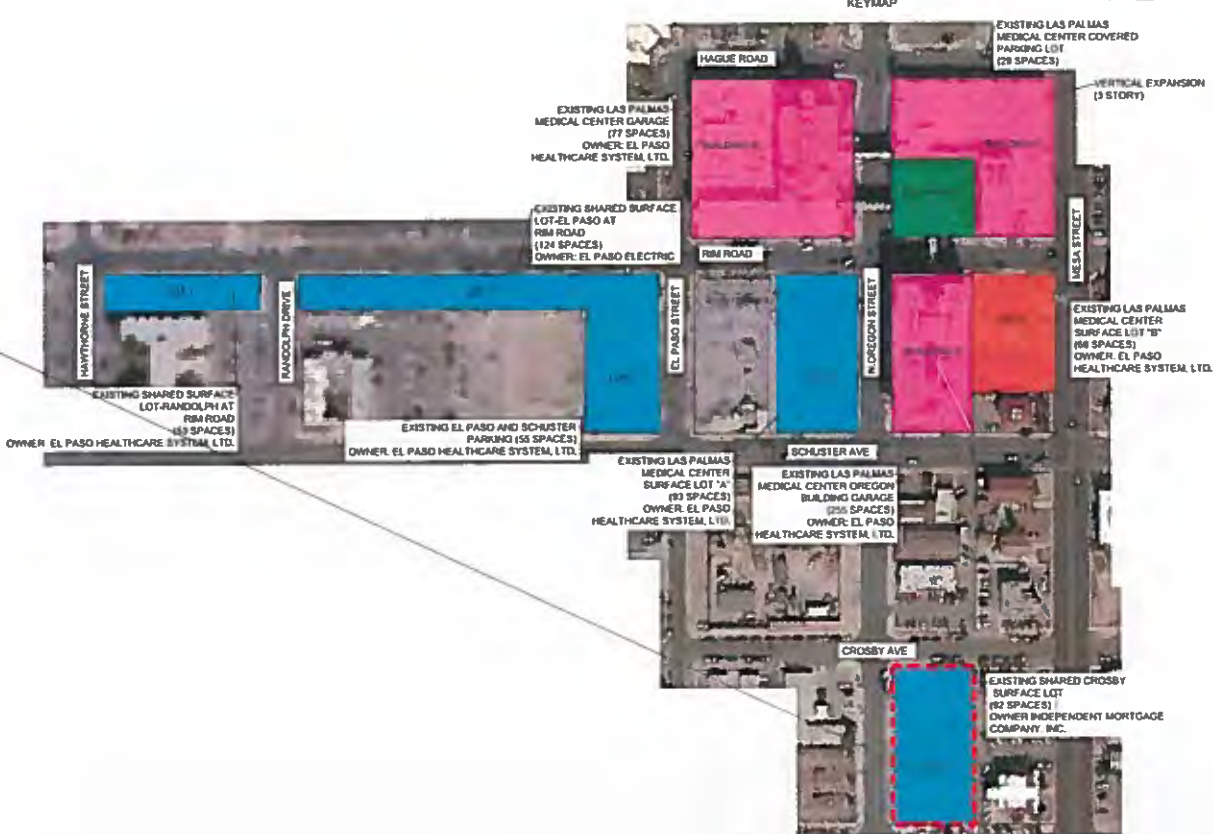 KEYMAP
EXISTING LAS PALMAS
MEDICAL CENTER COVERED
PARKING LOT
(29 SPACES)
HAGUE ROAD
VERTICAL EXPANSION
(3 STORY)
EXISTING LAS PALMAS
MEDICAL CENTER GARAGE
(77 SPACES)
OWNER: EL PASO
HEALTHCARE SYSTEM, LTD.
EXISTING SHARED SURFACE
LOT-EL PASO AT
RIM ROAD
(124 SPACES)
OWNER: EL PASO ELECTRIC
RIM ROAD
MESA STREET
HAWTHORNE STREET
RANDOLPH DRIVE
EL PASO STREET
N.OREGON STREET
EXISTING LAS PALMAS
MEDICAL CENTER
SURFACE LOT "B"
OWNER: EL PASO
HEALTHCARE SYSTEM, LTD.
EXISTING SHARED SURFACE
LOT-RANDOLPH AT
RIM ROAD
(53 SPACES)
OWNER: EL PASO HEALTHCARE SYSTEM, LTD.
EXISTING EL PASO AND SCHUSTER
PARKING (55 SPACES)
OWNER: EL PASO HEALTHCARE SYSTEM, LTD.
SCHUSTER AVE
EXISTING LAS PALMAS
MEDICAL CENTER
SURFACE LOT "A"
(93 SPACES)
OWNER: EL PASO
HEALTHCARE SYSTEM, LTD.
EXISTING LAS PALMAS
MEDICAL CENTER OREGON
BUILDING GARAGE
(255 SPACES)
OWNER: EL PASO
HEALTHCARE SYSTEM, LTD.
CROSBY AVE
EXISTING SHARED CROSBY
SURFACE LOT
(92 SPACES)
OWNER INDEPENDENT MORTGAGE
COMPANY, INC.